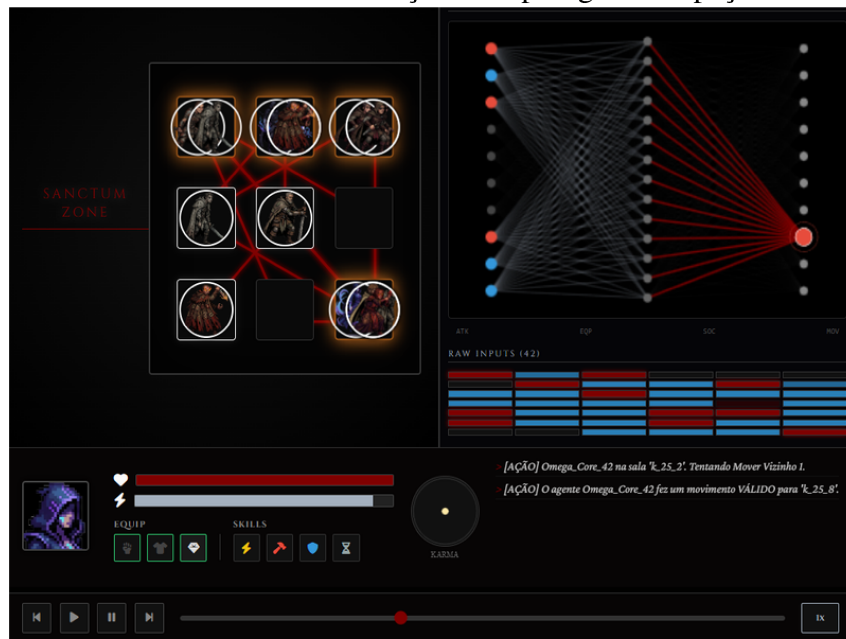 SANCTUM
ZONE
ATK EQP SOC MOV
RAW INPUTS (42)
> [AÇÃO] Omega_Core_42 na sala 'k_25_2'. Tentando Mover Vizinho 1.
> [AÇÃO] O agente Omega_Core_42 fez um movimento VÁLIDO para 'k_25_8'.
EQUIP SKILLS
KARMA
1X